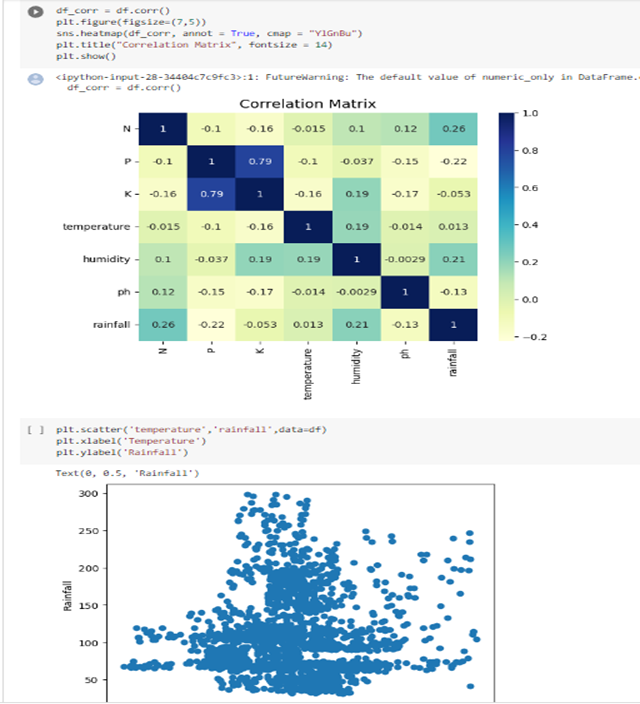 df_corr = df.corr()
plt.figure(figsize=(7,5))
sns.heatmap(df_corr, annot = True, cmap = "YlGnBu")
plt.title("Correlation Matrix", fontsize = 14)
plt.show()
<ipython-input-28-34404c7c9fc3>:1: FutureWarning: The default value of numeric_only in DataFrame.
df_corr = df.corr()
Correlation Matrix
N 1 -0.1 -0.16 -0.015 0.1 0.12 0.26
P -0.1 1 0.79 -0.1 -0.037 -0.15 -0.22
K -0.16 0.79 1 -0.16 0.19 -0.17 -0.053
temperature -0.015 -0.1 -0.16 1 0.19 -0.014 0.013
humidity 0.1 -0.037 0.19 0.19 1 -0.0029 0.21
ph 0.12 -0.15 -0.17 -0.014 -0.0029 1 -0.13
rainfall 0.26 -0.22 -0.053 0.013 0.21 -0.13 1
N P K temperature humidity ph rainfall
1.0
0.8
0.6
0.4
0.2
0.0
−0.2
[ ] plt.scatter('temperature','rainfall',data=df)
plt.xlabel('Temperature')
plt.ylabel('Rainfall')
Text(0, 0.5, 'Rainfall')
Rainfall
300
250
200
150
100
50